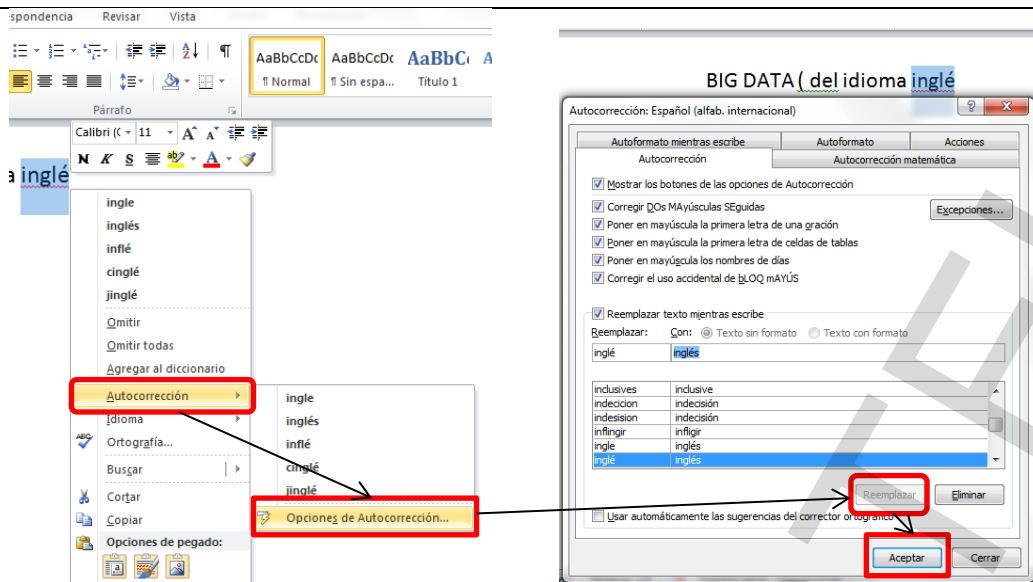 spondencia Revisar Vista
AaBbCcDc AaBbCcDc AaBbC
¶ Normal ¶ Sin espa... Título 1
Párrafo
Calibri (( 11 A A
N K S ab A
a inglé
ingle
inglés
inflé
cinglé
jinglé
Omitir
Omitir todas
Agregar al diccionario
Autocorrección
Idioma
Ortografía...
Buscar
Cortar
Copiar
Opciones de pegado:
ingle
inglés
inflé
cinglé
jinglé
Opciones de Autocorrección...
BIG DATA ( del idioma inglé
Autocorrección: Español (alfab. internacional)
Autoformato mientras escribe Autoformato Acciones
Autocorrección Autocorrección matemática
Mostrar los botones de las opciones de Autocorrección
Corregir DOs MAyúsculas SEguidas
Excepciones...
Poner en mayúscula la primera letra de una oración
Poner en mayúscula la primera letra de celdas de tablas
Poner en mayúscula los nombres de días
Corregir el uso accidental de bLOQ mAYÚS
Reemplazar texto mientras escribe
Reemplazar: Con: Texto sin formato Texto con formato
inglé inglés
inclusives inclusive
indecicion indecisión
indesision indecisión
inflingir infligir
ingle inglés
inglé inglés
Reemplazar Eliminar
Usar automáticamente las sugerencias del corrector ortográfico
Aceptar Cerrar